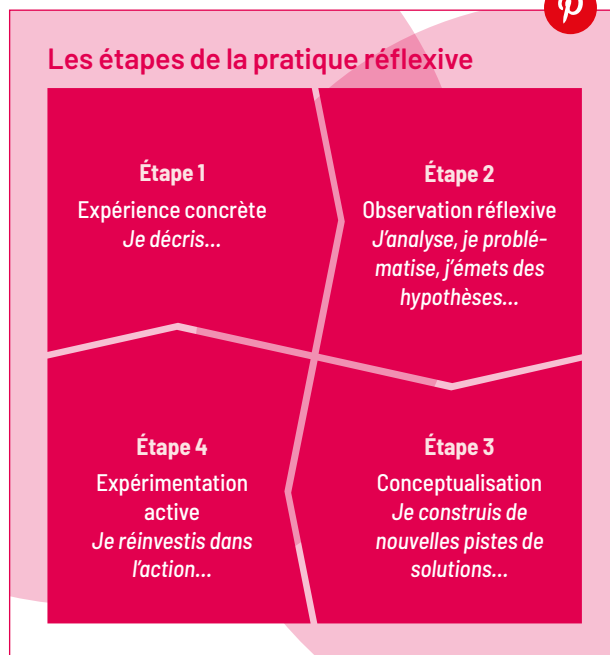 Les étapes de la pratique réflexive
Étape 1
Expérience concrète
Je décris...
Étape 2
Observation réflexive
J'analyse, je problé-
matise, j'émets des
hypothèses...
Étape 4
Expérimentation
active
Je réinvestis dans
l'action...
Étape 3
Conceptualisation
Je construis de
nouvelles pistes de
solutions...